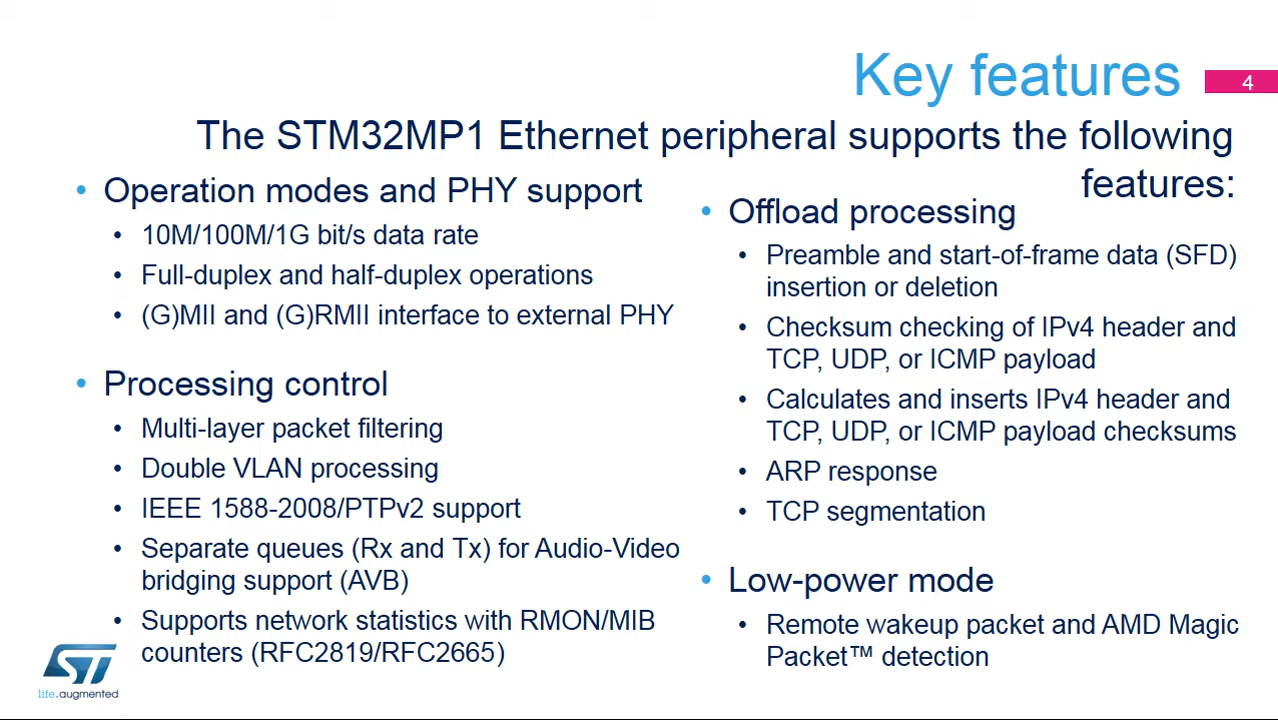 Key features
4
The STM32MP1 Ethernet peripheral supports the following
features:
• Operation modes and PHY support
• 10M/100M/1G bit/s data rate
• Full-duplex and half-duplex operations
• (G)MII and (G)RMII interface to external PHY
• Processing control
• Multi-layer packet filtering
• Double VLAN processing
• IEEE 1588-2008/PTPv2 support
• Separate queues (Rx and Tx) for Audio-Video
bridging support (AVB)
• Supports network statistics with RMON/MIB
counters (RFC2819/RFC2665)
• Offload processing
• Preamble and start-of-frame data (SFD)
insertion or deletion
• Checksum checking of IPv4 header and
TCP, UDP, or ICMP payload
• Calculates and inserts IPv4 header and
TCP, UDP, or ICMP payload checksums
• ARP response
• TCP segmentation
• Low-power mode
• Remote wakeup packet and AMD Magic
Packet™ detection
ST
life.augmented